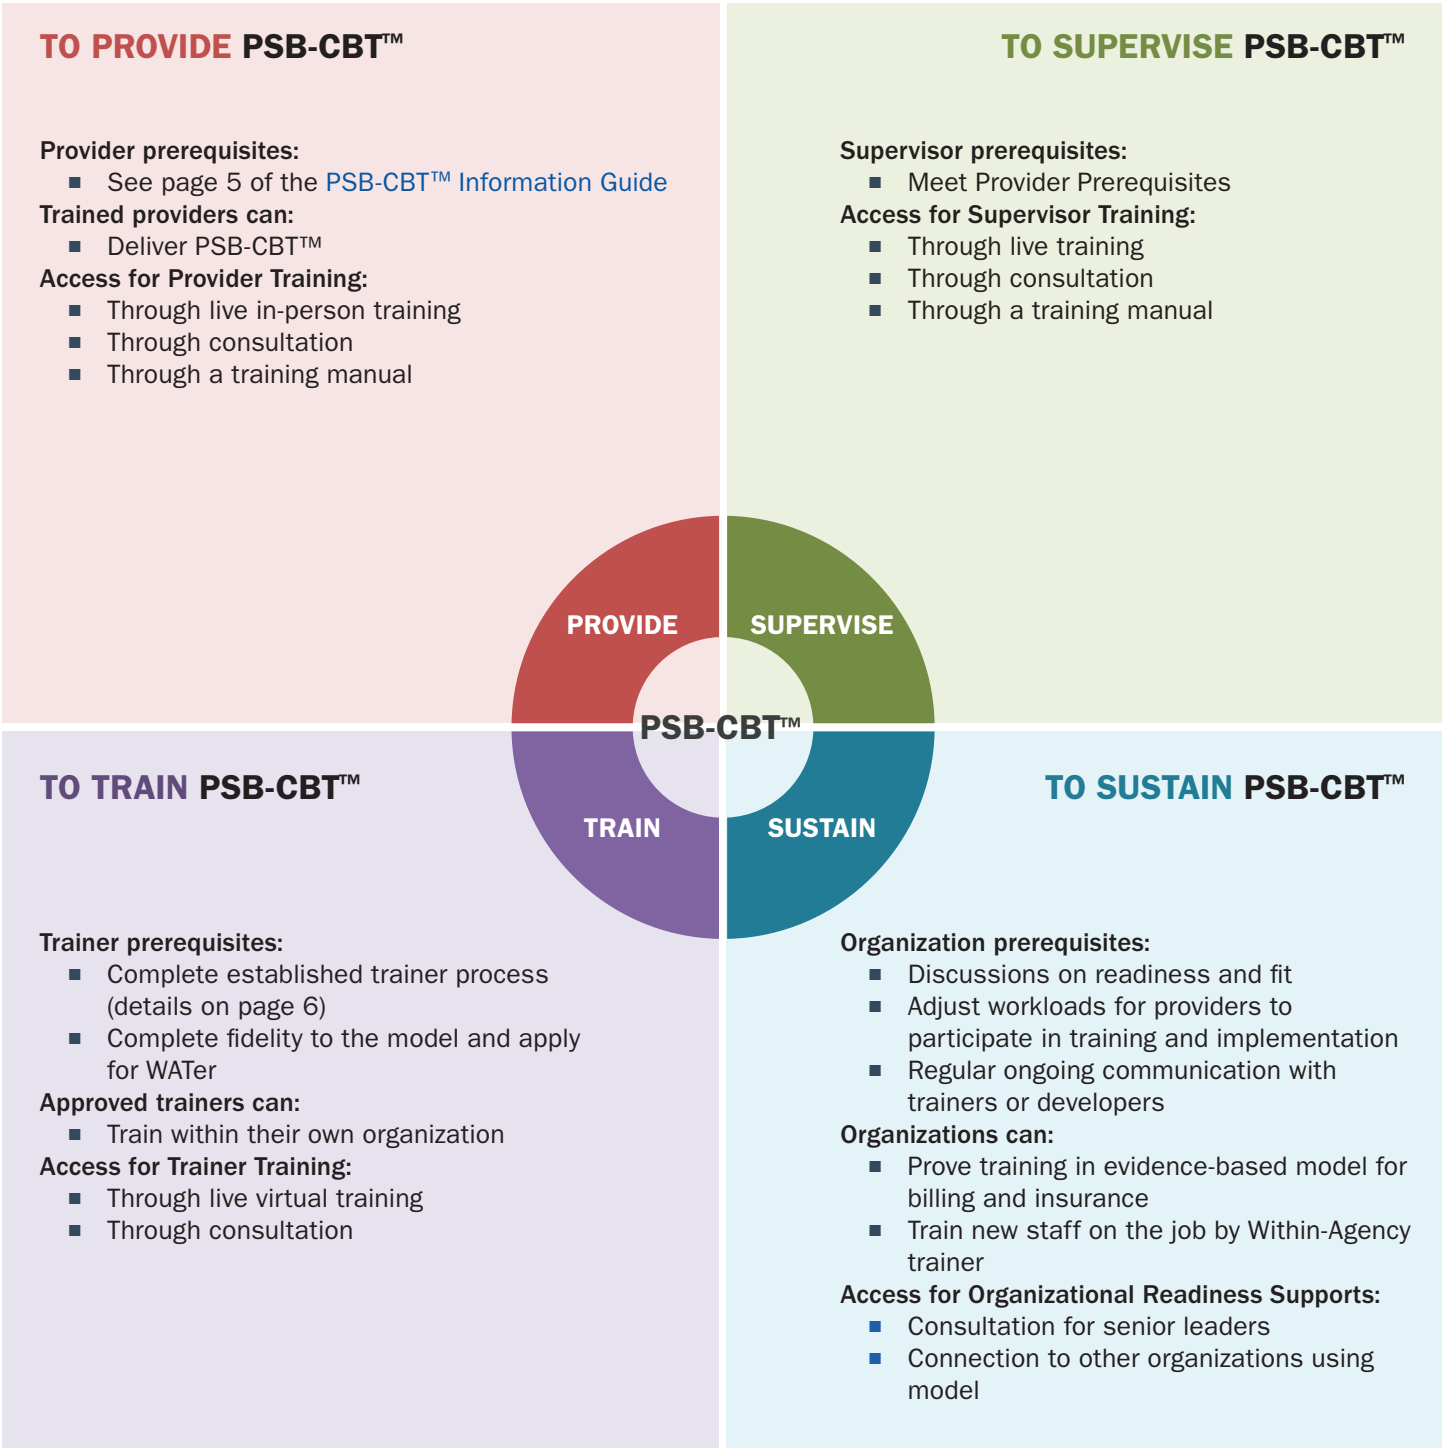 TO PROVIDE PSB-CBT™
Provider prerequisites:
■ See page 5 of the PSB-CBT™ Information Guide
Trained providers can:
■ Deliver PSB-CBT™
Access for Provider Training:
■ Through live in-person training
■ Through consultation
■ Through a training manual
TO SUPERVISE PSB-CBT™
Supervisor prerequisites:
■ Meet Provider Prerequisites
Access for Supervisor Training:
■ Through live training
■ Through consultation
■ Through a training manual
PROVIDE
SUPERVISE
PSB-CBT™
TRAIN
SUSTAIN
TO TRAIN PSB-CBT™
Trainer prerequisites:
■ Complete established trainer process
(details on page 6)
■ Complete fidelity to the model and apply
for WATer
Approved trainers can:
■ Train within their own organization
Access for Trainer Training:
■ Through live virtual training
■ Through consultation
TO SUSTAIN PSB-CBT™
Organization prerequisites:
■ Discussions on readiness and fit
■ Adjust workloads for providers to
participate in training and implementation
■ Regular ongoing communication with
trainers or developers
Organizations can:
■ Prove training in evidence-based model for
billing and insurance
■ Train new staff on the job by Within-Agency
trainer
Access for Organizational Readiness Supports:
■ Consultation for senior leaders
■ Connection to other organizations using
model